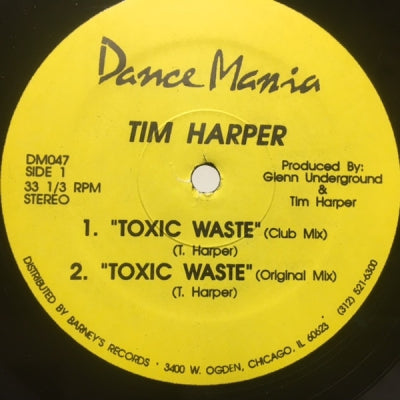 Dance Mania
TIM HARPER
DM047
SIDE 1
33 1/3 RPM
STEREO
Produced By:
Glenn Underground
&
Tim Harper
1. "TOXIC WASTE" (Club Mix)
(T. Harper)
2. "TOXIC WASTE" (Original Mix)
(T. Harper)
DISTRIBUTED BY BARNEY'S RECORDS • 3400 W. OGDEN, CHICAGO, IL 60623 • (312) 521-6300